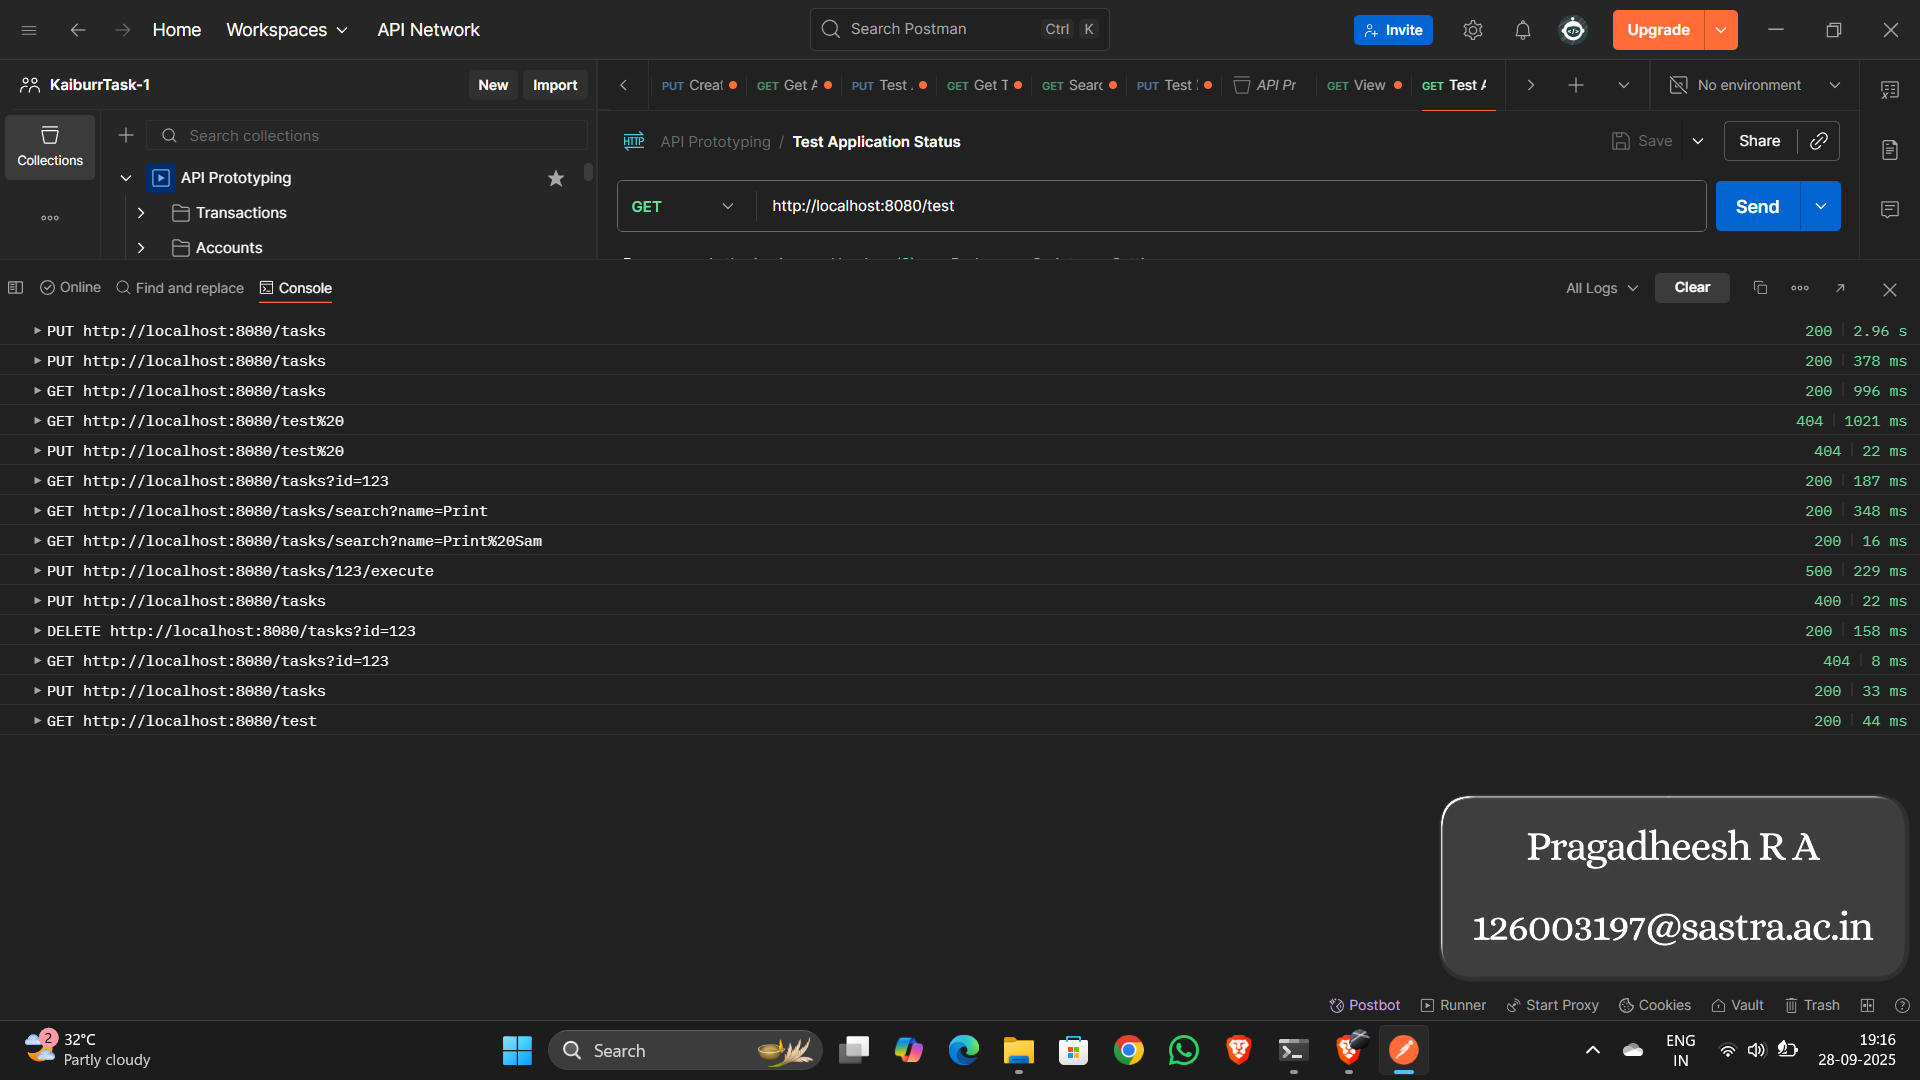 Home
Workspaces
API Network
Search Postman
Ctrl
K
Invite
Upgrade
KaiburrTask-1
New
Import
PUT Creat
GET Get A
PUT Test .
GET Get T
GET Searc
PUT Test
API Pr
GET View
GET Test A
No environment
Collections
Search collections
HTTP
API Prototyping / Test Application Status
Save
Share
API Prototyping
Transactions
Accounts
GET
http://localhost:8080/test
Send
Online
Find and replace
Console
All Logs
Clear
PUT http://localhost:8080/tasks 200 2.96 s
PUT http://localhost:8080/tasks 200 378 ms
GET http://localhost:8080/tasks 200 996 ms
GET http://localhost:8080/test%20 404 1021 ms
PUT http://localhost:8080/test%20 404 22 ms
GET http://localhost:8080/tasks?id=123 200 187 ms
GET http://localhost:8080/tasks/search?name=Print 200 348 ms
GET http://localhost:8080/tasks/search?name=Print%20Sam 200 16 ms
PUT http://localhost:8080/tasks/123/execute 500 229 ms
PUT http://localhost:8080/tasks 400 22 ms
DELETE http://localhost:8080/tasks?id=123 200 158 ms
GET http://localhost:8080/tasks?id=123 404 8 ms
PUT http://localhost:8080/tasks 200 33 ms
GET http://localhost:8080/test 200 44 ms
Pragadheesh R A
126003197@sastra.ac.in
Postbot
Runner
Start Proxy
Cookies
Vault
Trash
2
32°C
Partly cloudy
Search
ENG
IN
19:16
28-09-2025